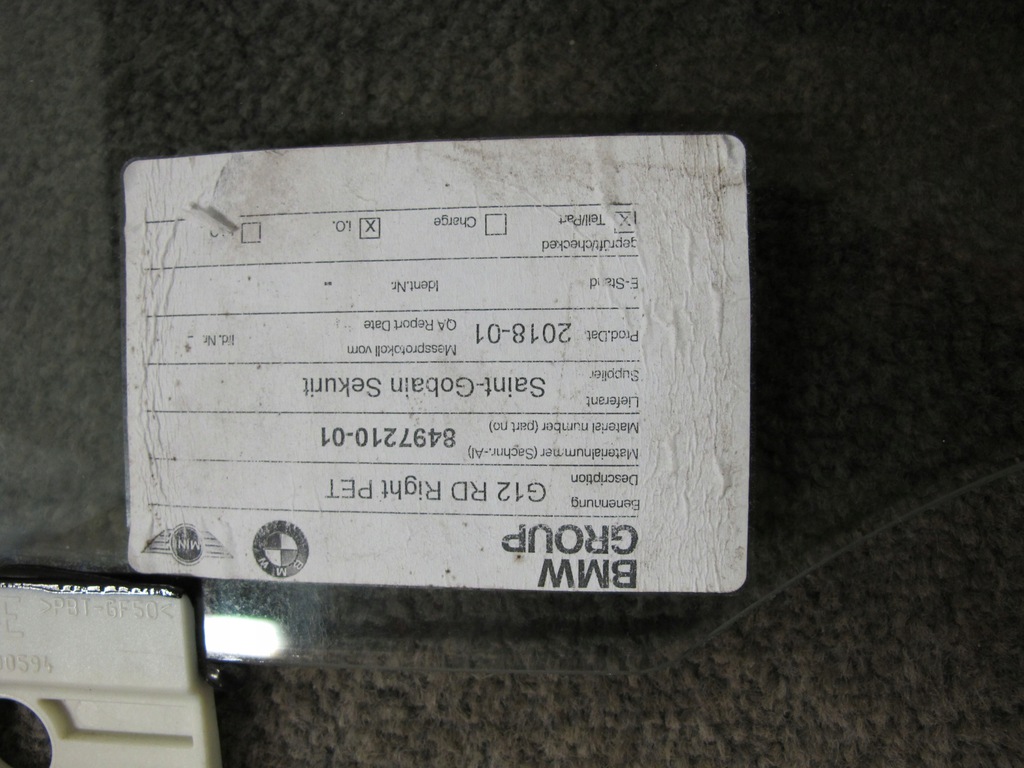 BMW
GROUP
BMW
MINI
Benennung
Description
G12 RD Right PET
Materialnummer (Sachnr.-AI)
Material number (part no)
8497210-01
Lieferant
Supplier
Saint-Gobain Sekurit
Prod.Dat.
2018-01
Messprotokoll vom
QA Report Date
lfd.Nr.
E-Stand
Ident.Nr.
--
geprüft/checked
X Teil/Part
Charge
X i.O.
>PBT-GF50<